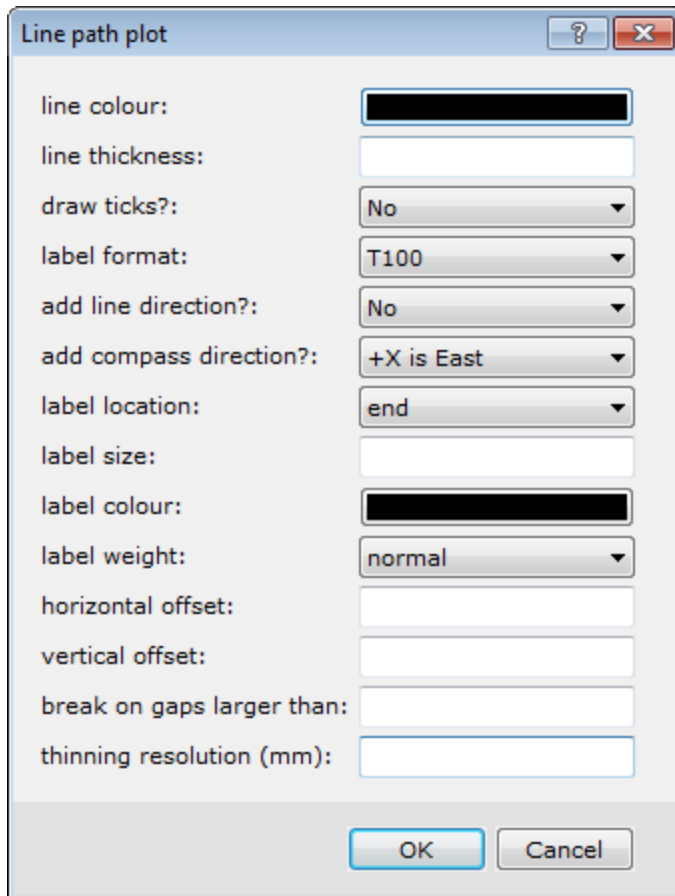 Line path plot ?
line colour:
line thickness:
draw ticks?: No
label format: T100
add line direction?: No
add compass direction?: +X is East
label location: end
label size:
label colour:
label weight: normal
horizontal offset:
vertical offset:
break on gaps larger than:
thinning resolution (mm):
OK Cancel